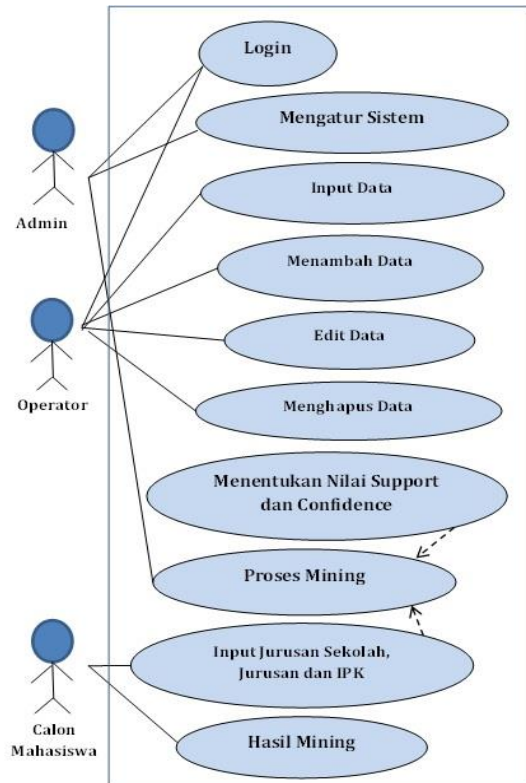 Login
Mengatur Sistem
Admin
Input Data
Menambah Data
Edit Data
Operator
Menghapus Data
Menentukan Nilai Support
dan Confidence
Proses Mining
Input Jurusan Sekolah,
Jurusan dan IPK
Calon
Mahasiswa
Hasil Mining